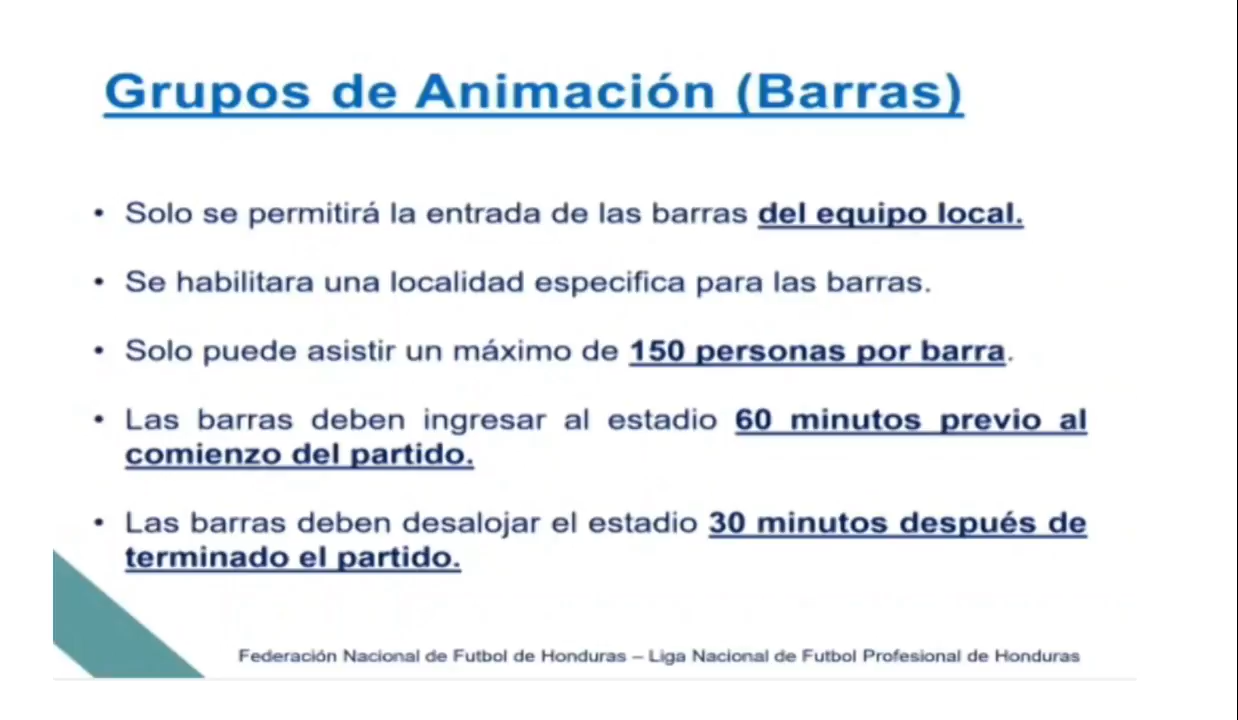 Grupos de Animación (Barras)
• Solo se permitirá la entrada de las barras del equipo local.
• Se habilitara una localidad especifica para las barras.
• Solo puede asistir un máximo de 150 personas por barra.
• Las barras deben ingresar al estadio 60 minutos previo al
comienzo del partido.
• Las barras deben desalojar el estadio 30 minutos después de
terminado el partido.
Federación Nacional de Futbol de Honduras – Liga Nacional de Futbol Profesional de Honduras